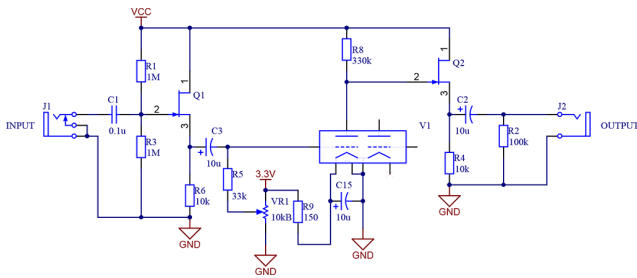 VCC
R1
1M
1
2
Q1
3
J1
INPUT
C1
0.1u
R3
1M
C3
10u
R6
10k
GND
R5
33k
3.3V
VR1
10kB
GND
R9
150
C15
10u
GND
R8
330k
V1
1
2
Q2
3
C2
10u
R4
10k
GND
R2
100k
J2
OUTPUT